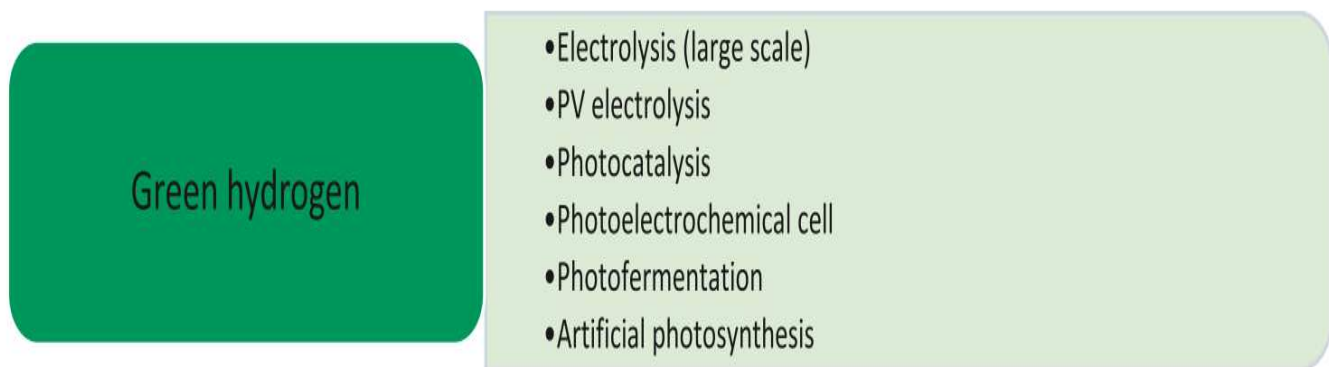 Green hydrogen
•Electrolysis (large scale)
•PV electrolysis
•Photocatalysis
•Photoelectrochemical cell
•Photofermentation
•Artificial photosynthesis